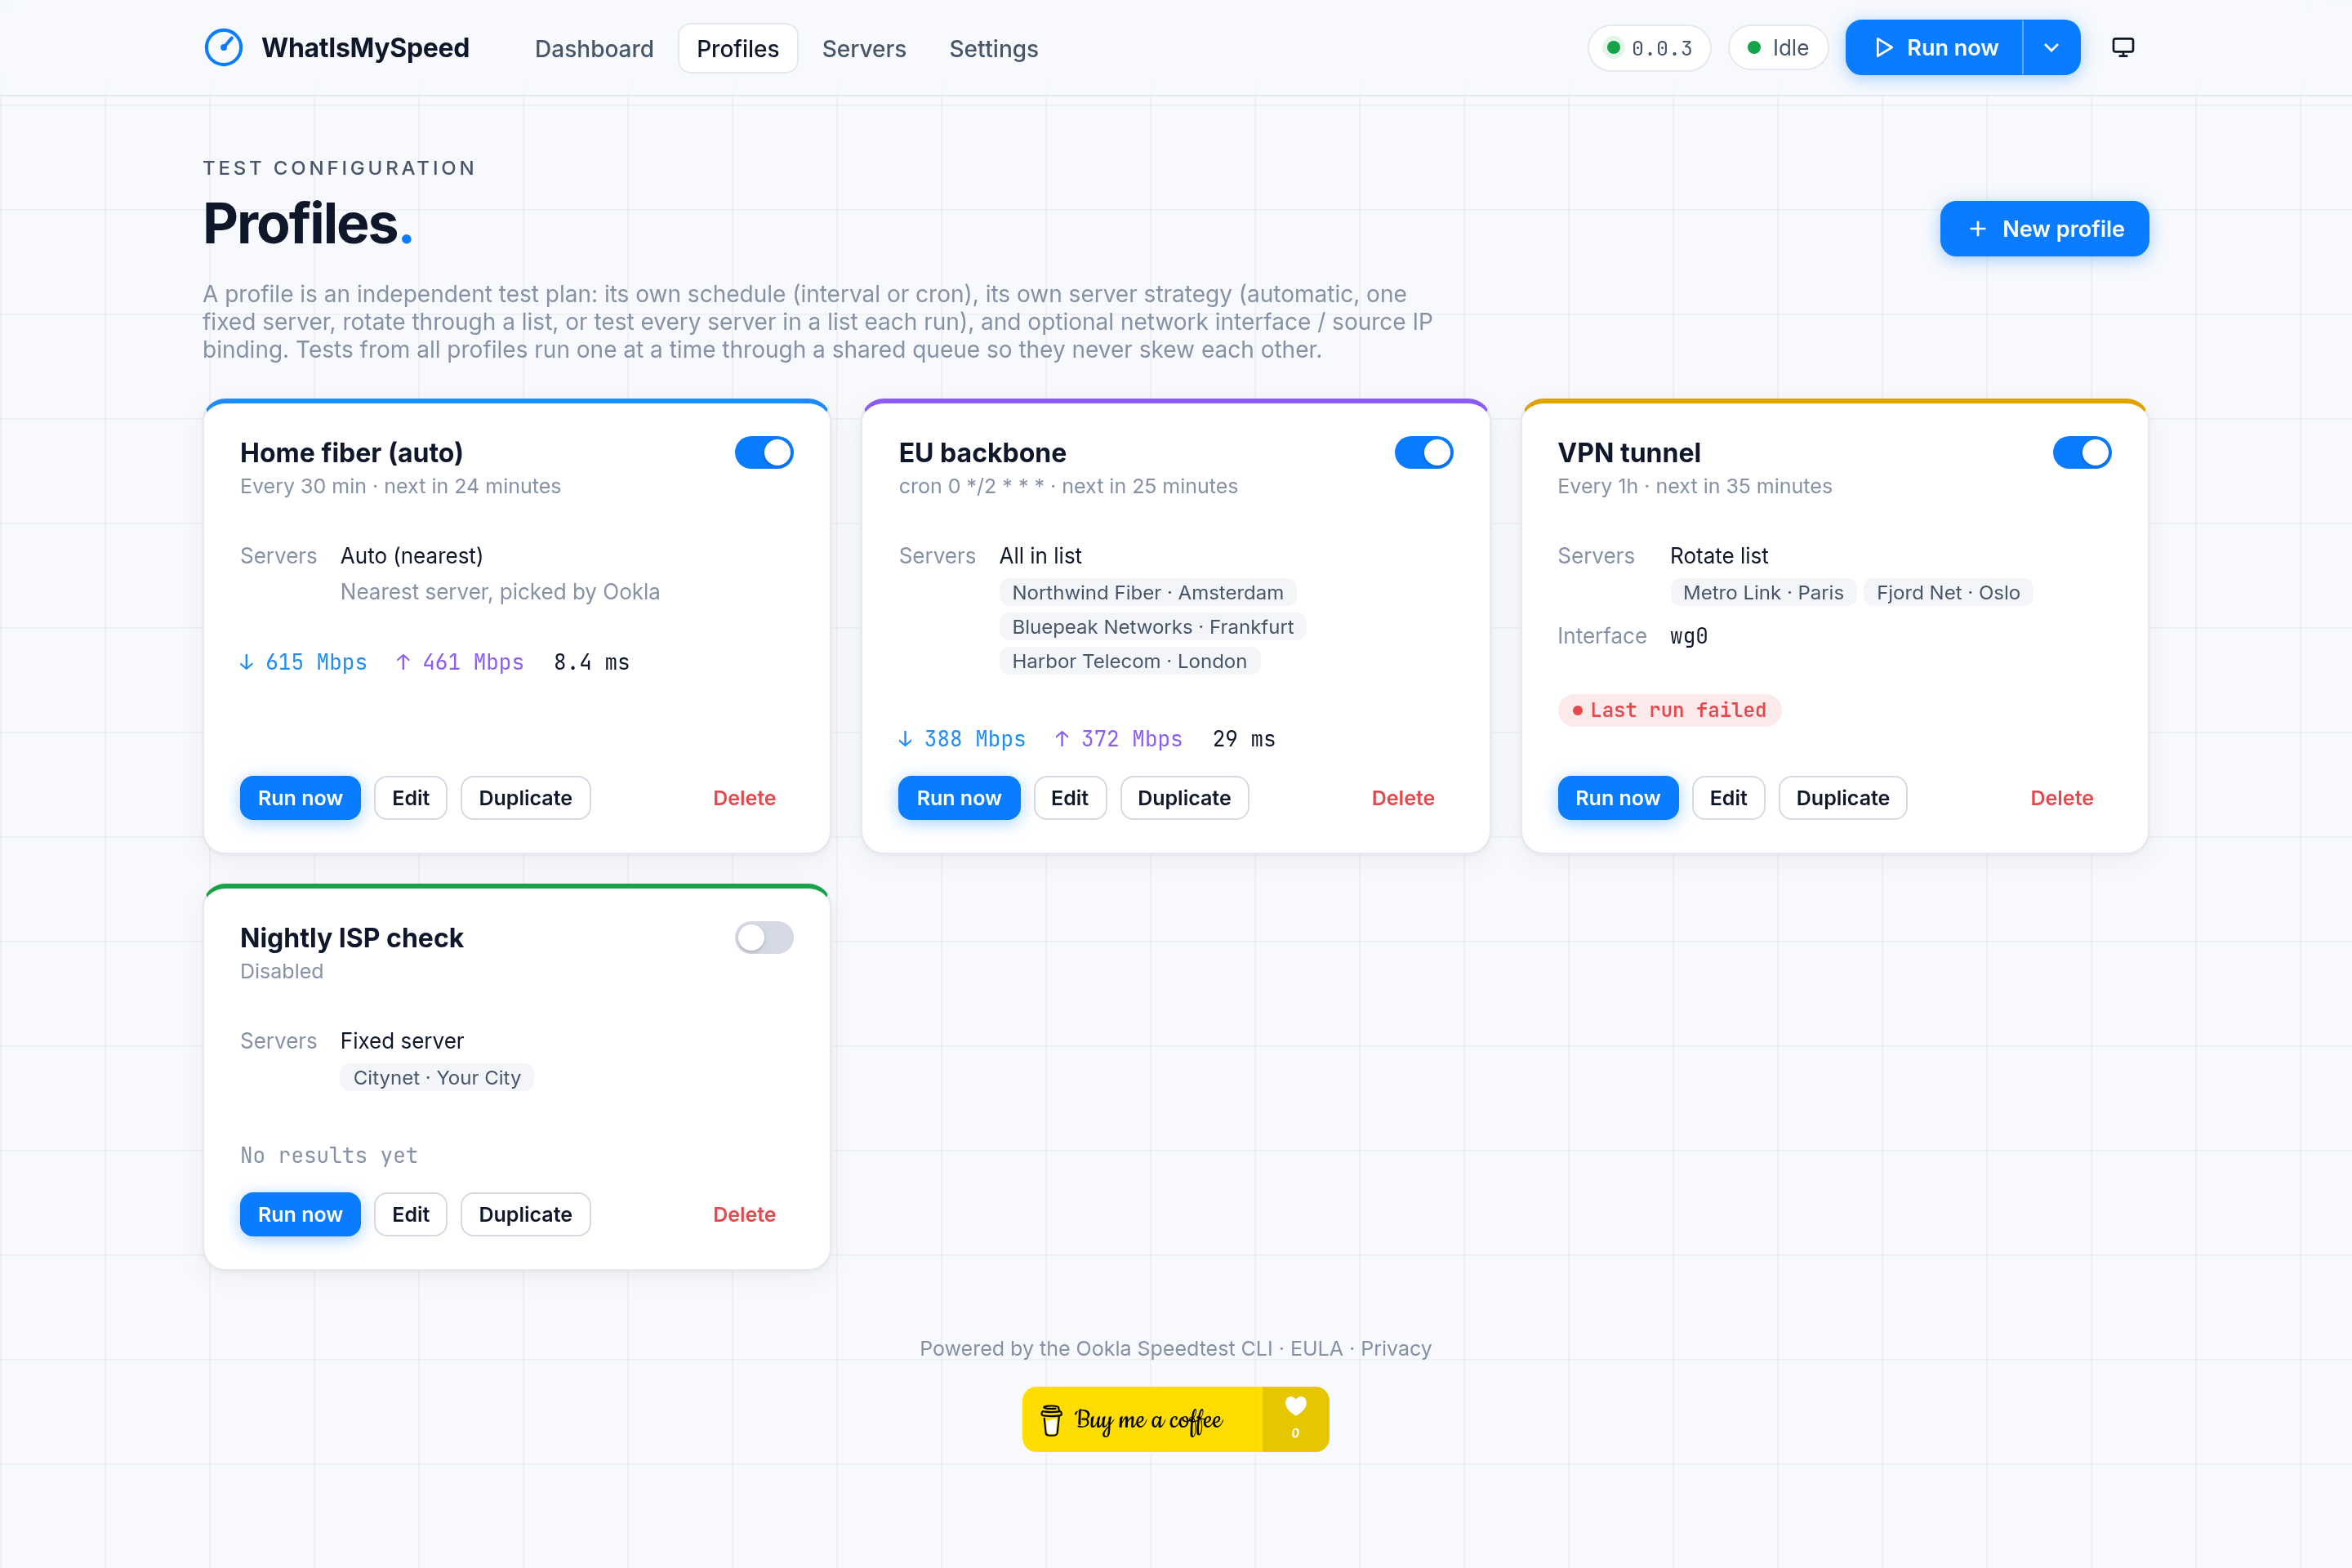 WhatIsMySpeed
Dashboard Profiles Servers Settings
0.0.3
Idle
Run now
TEST CONFIGURATION
Profiles.
New profile
A profile is an independent test plan: its own schedule (interval or cron), its own server strategy (automatic, one
fixed server, rotate through a list, or test every server in a list each run), and optional network interface / source IP
binding. Tests from all profiles run one at a time through a shared queue so they never skew each other.
Home fiber (auto)
Every 30 min · next in 24 minutes
Servers Auto (nearest)
Nearest server, picked by Ookla
↓ 615 Mbps ↑ 461 Mbps 8.4 ms
Run now Edit Duplicate Delete
EU backbone
cron 0 */2 * * * · next in 25 minutes
Servers All in list
Northwind Fiber · Amsterdam
Bluepeak Networks · Frankfurt
Harbor Telecom · London
↓ 388 Mbps ↑ 372 Mbps 29 ms
Run now Edit Duplicate Delete
VPN tunnel
Every 1h · next in 35 minutes
Servers Rotate list
Metro Link · Paris Fjord Net · Oslo
Interface wg0
Last run failed
Run now Edit Duplicate Delete
Nightly ISP check
Disabled
Servers Fixed server
Citynet · Your City
No results yet
Run now Edit Duplicate Delete
Powered by the Ookla Speedtest CLI · EULA · Privacy
Buy me a coffee
0